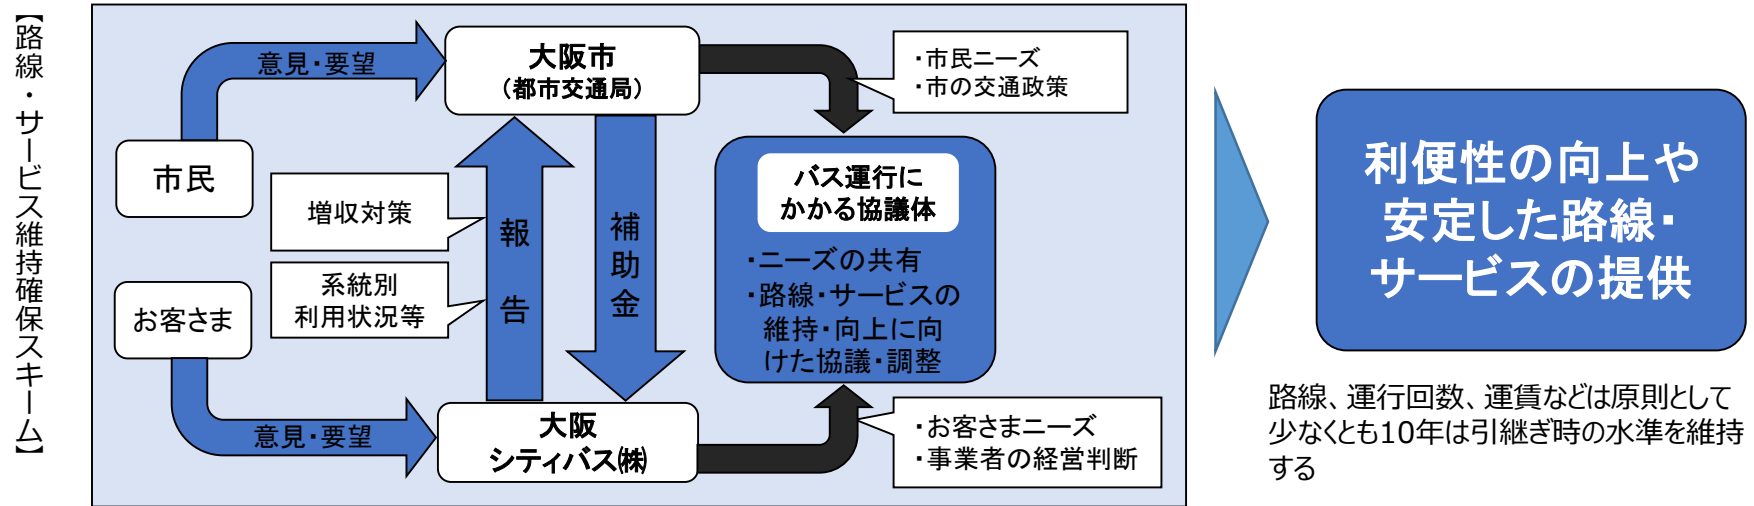 【路線・サービス維持確保スキーム】
意見・要望
大阪市
（都市交通局）
・市民ニーズ
・市の交通政策
市民
増収対策
系統別
利用状況等
報告
補助金
バス運行に
かかる協議体
・ニーズの共有
・路線・サービスの
維持・向上に向
けた協議・調整
お客さま
意見・要望
大阪
シティバス㈱
・お客さまニーズ
・事業者の経営判断
利便性の向上や
安定した路線・
サービスの提供
路線、運行回数、運賃などは原則として
少なくとも10年は引継ぎ時の水準を維持
する